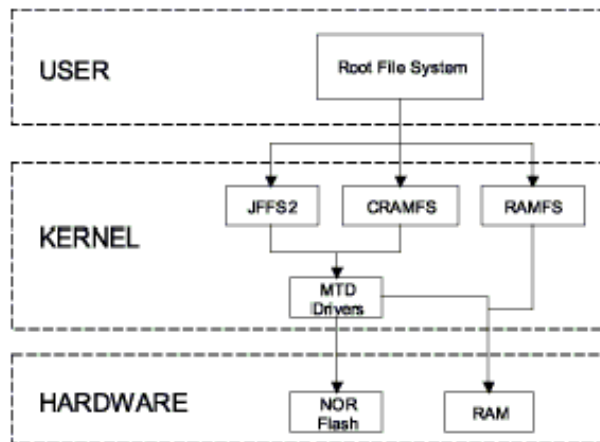 USER
Root File System
JFFS2
CRAMFS
RAMFS
KERNEL
MTD
Drivers
HARDWARE
NOR
Flash
RAM